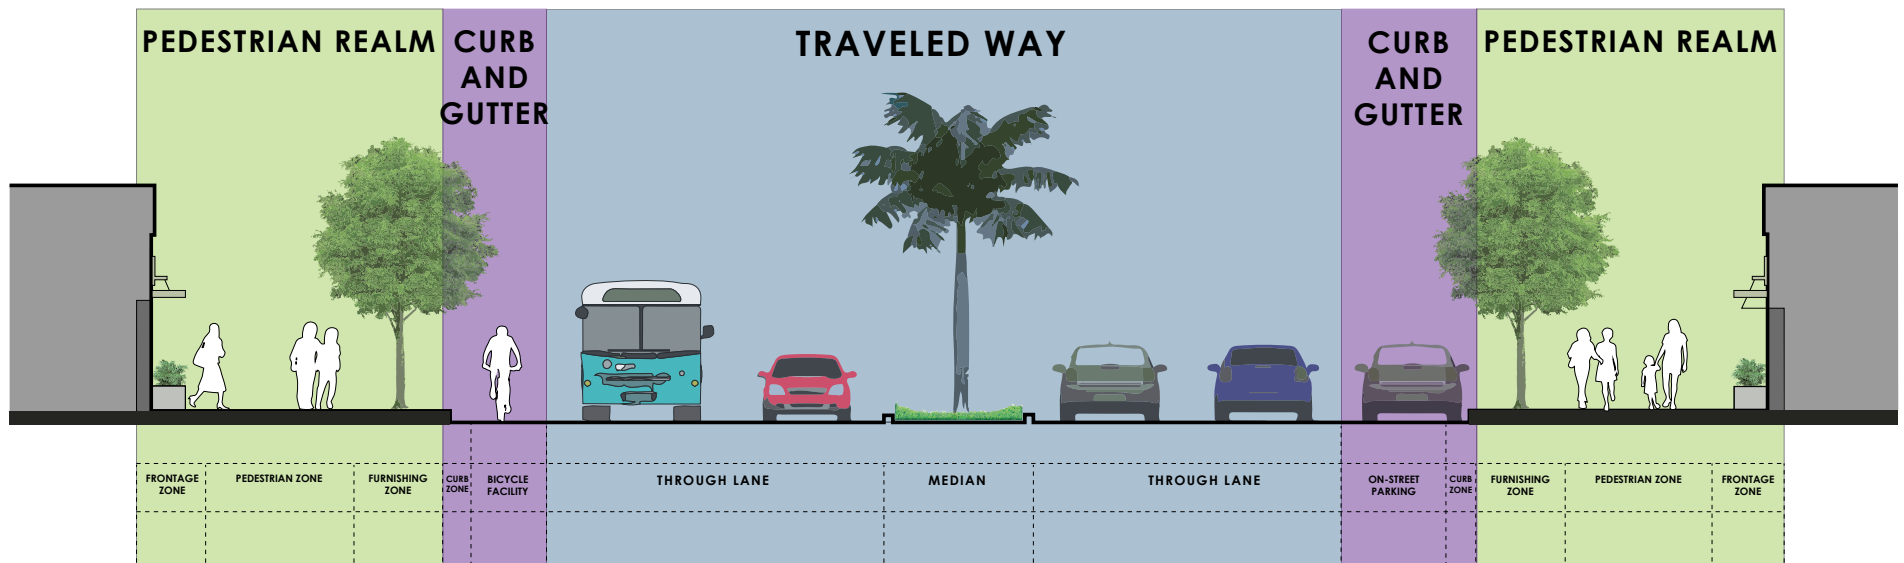 PEDESTRIAN REALM
CURB
AND
GUTTER
TRAVELED WAY
CURB
AND
GUTTER
PEDESTRIAN REALM
FRONTAGE
ZONE
PEDESTRIAN ZONE
FURNISHING
ZONE
CURB
ZONE
BICYCLE
FACILITY
THROUGH LANE
MEDIAN
THROUGH LANE
ON-STREET
PARKING
CURB
ZONE
FURNISHING
ZONE
PEDESTRIAN ZONE
FRONTAGE
ZONE